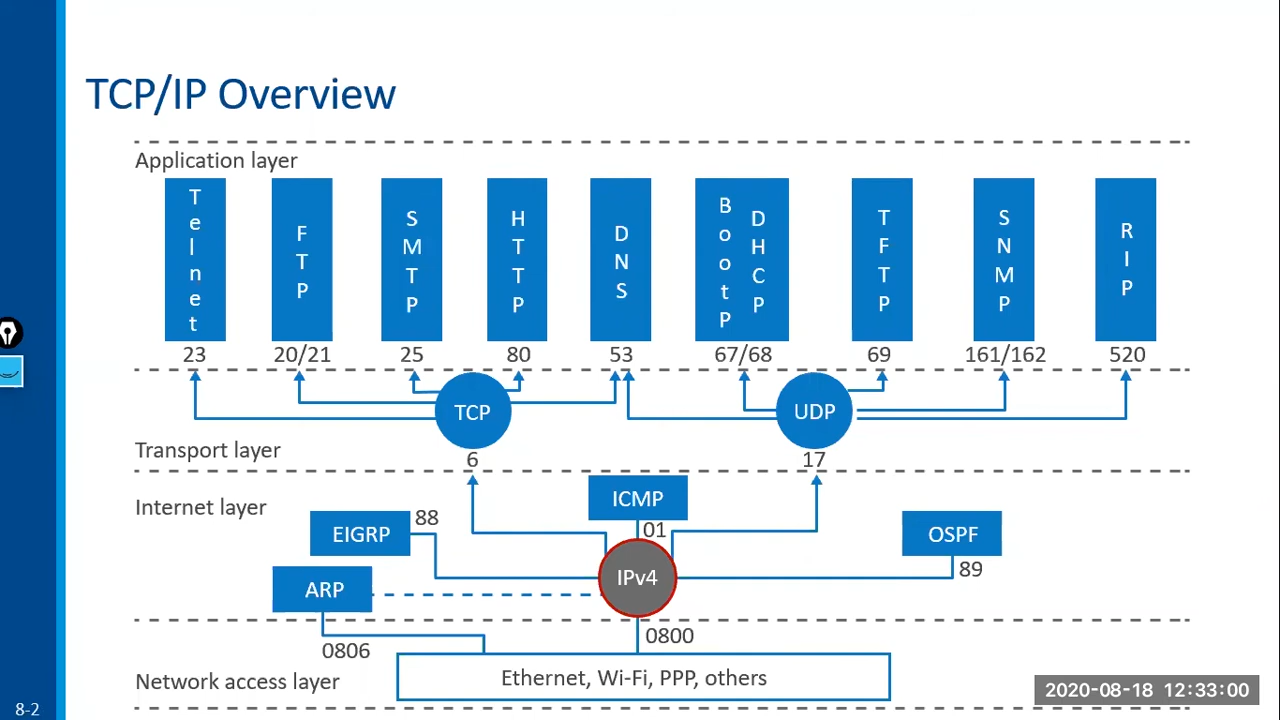 TCP/IP Overview
Application layer
Telnet
FTP
SMTP
HTTP
DNS
BootP
DHCP
TFTP
SNMP
RIP
23
20/21
25
80
53
67/68
69
161/162
520
TCP
UDP
Transport layer
6
17
Internet layer
ICMP
01
EIGRP
88
OSPF
89
IPv4
ARP
0806
0800
Network access layer
Ethernet, Wi-Fi, PPP, others
2020-08-18 12:33:00
8-2